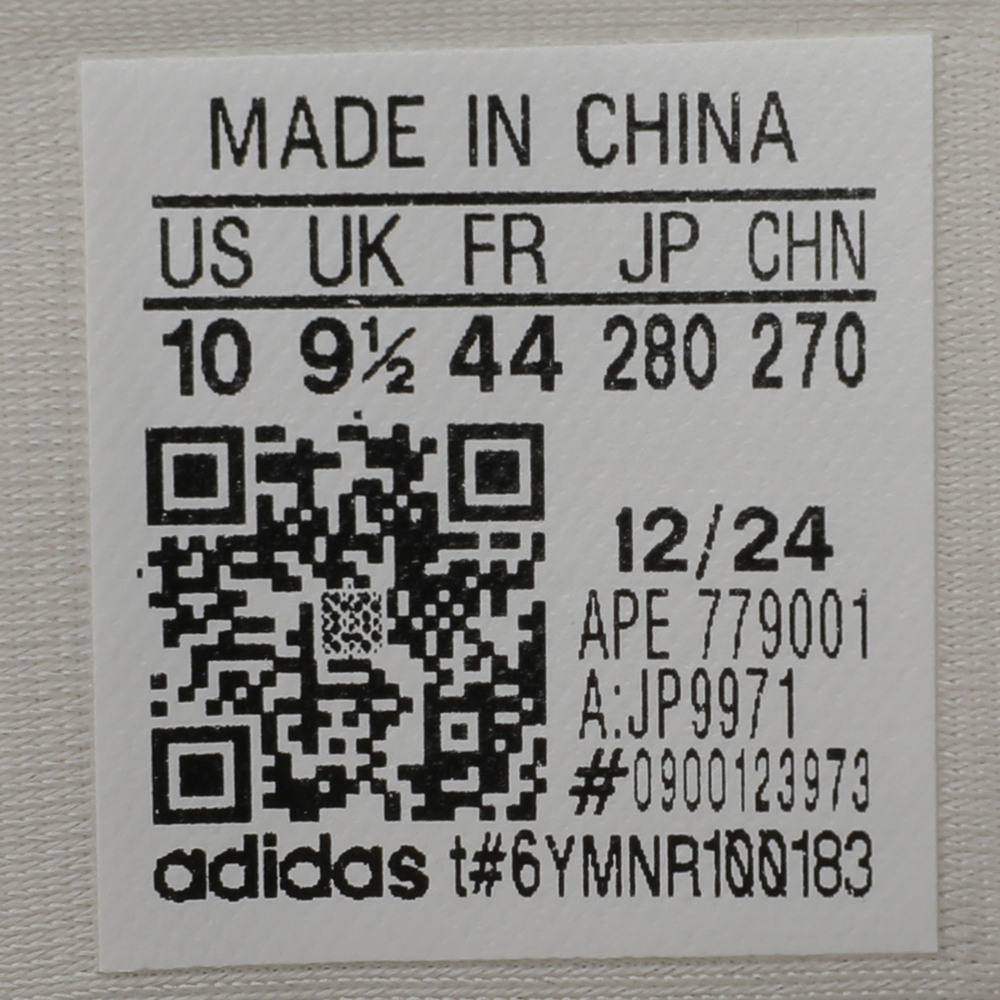 MADE IN CHINA
US UK FR JP CHN
10 9½ 44 280 270
12/24
APE 779001
A:JP9971
#0900123973
adidas t#6YMNR100183